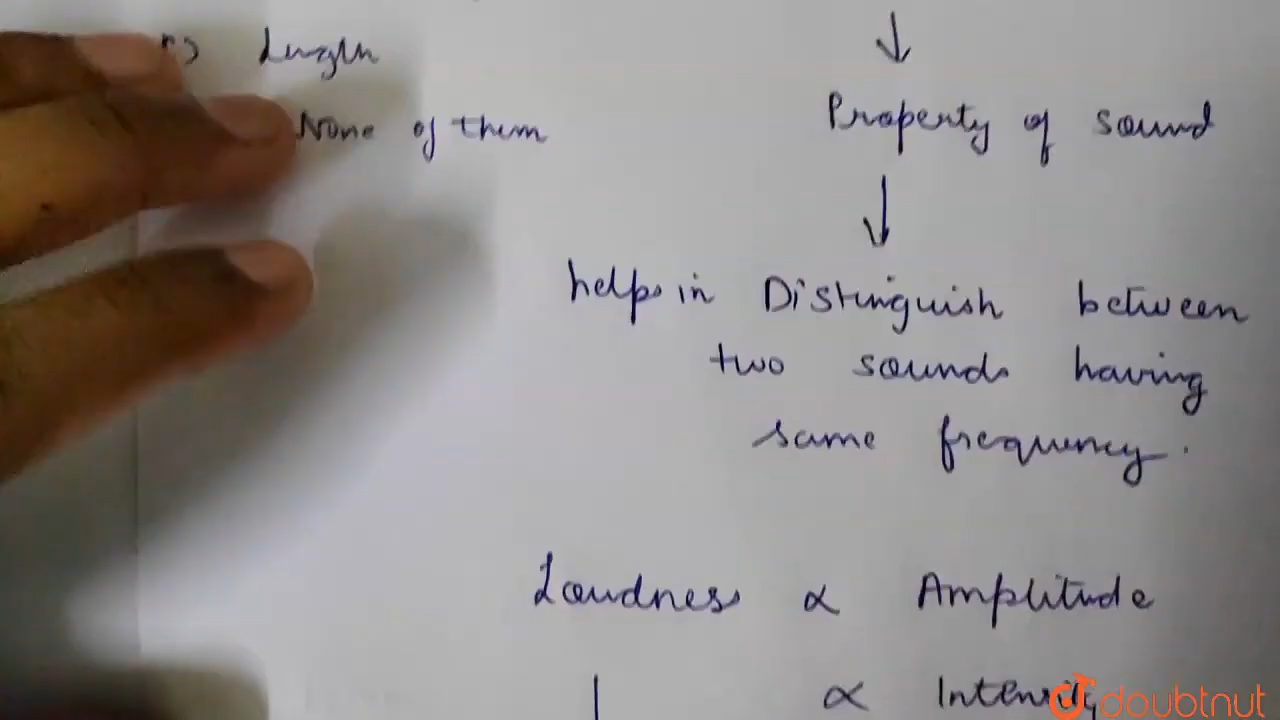 Length
None of them
↓
Property of sound
↓
helps in Distinguish between
two sounds having
same frequency.
Loudness ∝ Amplitude
∝ Intensity
doubtnut